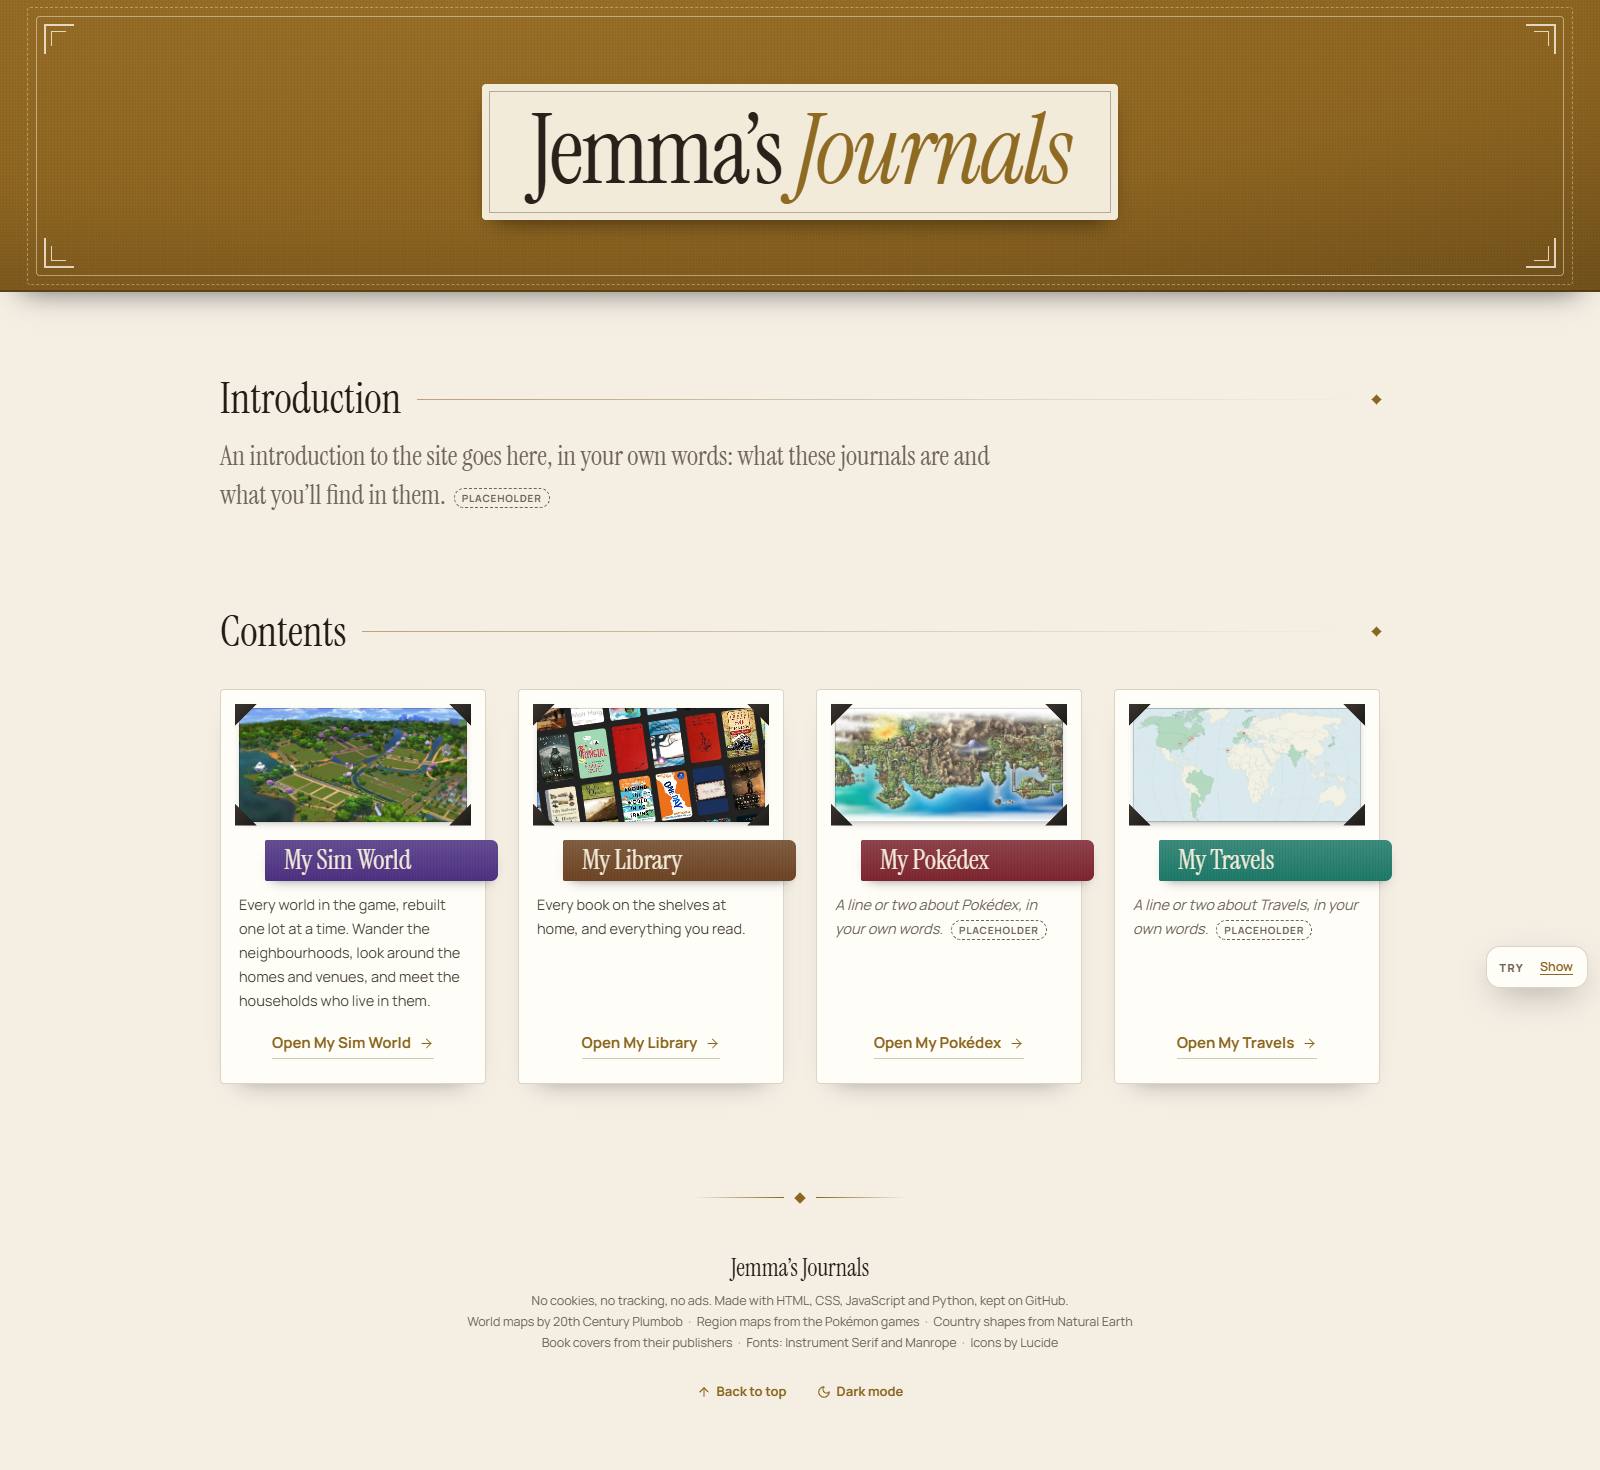 Jemma’s Journals
Introduction
An introduction to the site goes here, in your own words: what these journals are and
what you’ll find in them. PLACEHOLDER
Contents
My Sim World
Every world in the game, rebuilt
one lot at a time. Wander the
neighbourhoods, look around the
homes and venues, and meet the
households who live in them.
Open My Sim World →
My Library
Every book on the shelves at
home, and everything you read.
Open My Library →
My Pokédex
A line or two about Pokédex, in
your own words. PLACEHOLDER
Open My Pokédex →
My Travels
A line or two about Travels, in your
own words. PLACEHOLDER
Open My Travels →
TRY Show
Jemma’s Journals
No cookies, no tracking, no ads. Made with HTML, CSS, JavaScript and Python, kept on GitHub.
World maps by 20th Century Plumbob · Region maps from the Pokémon games · Country shapes from Natural Earth
Book covers from their publishers · Fonts: Instrument Serif and Manrope · Icons by Lucide
↑ Back to top Dark mode